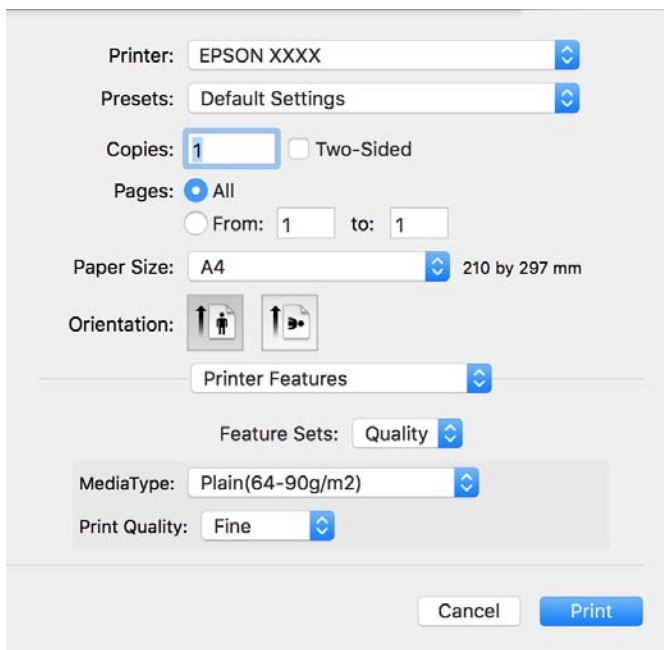 Printer: EPSON XXXX
Presets: Default Settings
Copies: 1 Two-Sided
Pages: All
From: 1 to: 1
Paper Size: A4 210 by 297 mm
Orientation:
Printer Features
Feature Sets: Quality
MediaType: Plain(64-90g/m2)
Print Quality: Fine
Cancel Print